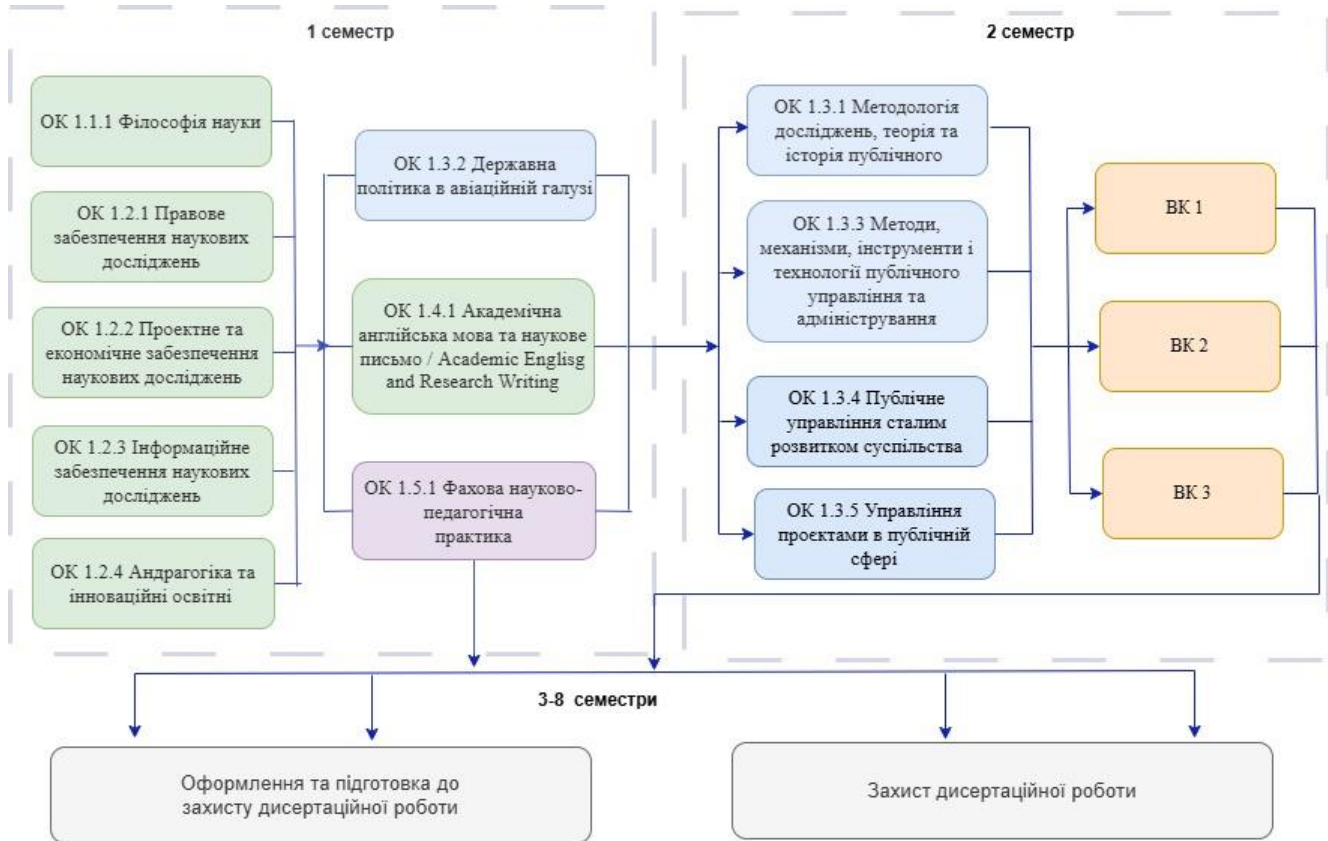 1 семестр
ОК 1.1.1 Філософія науки
ОК 1.2.1 Правове
забезпечення наукових
досліджень
ОК 1.2.2 Проектне та
економічне забезпечення
наукових досліджень
ОК 1.2.3 Інформаційне
забезпечення наукових
досліджень
ОК 1.2.4 Андрагогіка та
інноваційні освітні
ОК 1.3.2 Державна
політика в авіаційній галузі
ОК 1.4.1 Академічна
англійська мова та наукове
письмо / Academic Englisg
and Research Writing
ОК 1.5.1 Фахова науково-
педагогічна
практика
2 семестр
ОК 1.3.1 Методологія
досліджень, теорія та
історія публічного
ОК 1.3.3 Методи,
механізми, інструменти і
технології публічного
управління та
адміністрування
ОК 1.3.4 Публічне
управління сталим
розвитком суспільства
ОК 1.3.5 Управління
проєктами в публічній
сфері
ВК 1
ВК 2
ВК 3
3-8 семестри
Оформлення та підготовка до
захисту дисертаційної роботи
Захист дисертаційної роботи